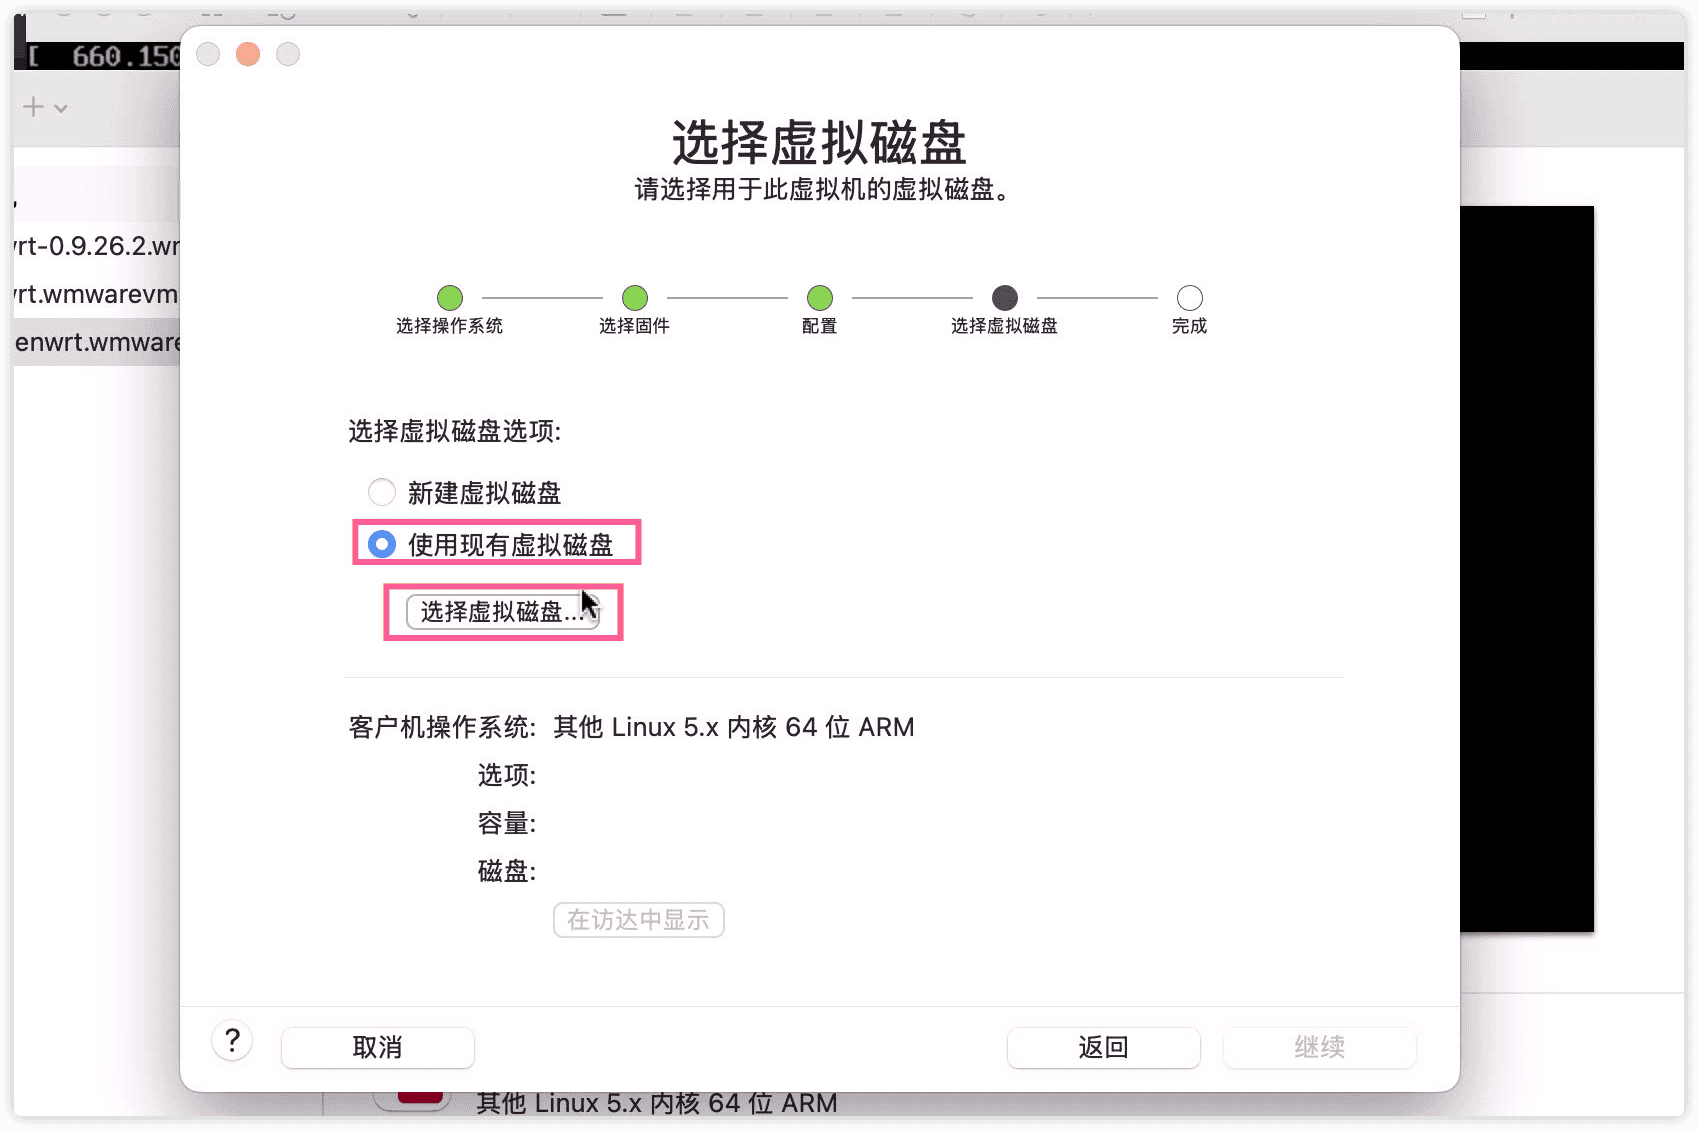 [ 660.150
选择虚拟磁盘
请选择用于此虚拟机的虚拟磁盘。
rt-0.9.26.2.wm
rt.wmwarevm
enwrt.wmware
选择操作系统
选择固件
配置
选择虚拟磁盘
完成
选择虚拟磁盘选项:
新建虚拟磁盘
使用现有虚拟磁盘
选择虚拟磁盘...
客户机操作系统: 其他 Linux 5.x 内核 64 位 ARM
选项:
容量:
磁盘:
在访达中显示
?
取消
返回
继续
其他 Linux 5.x 内核 64 位 ARM